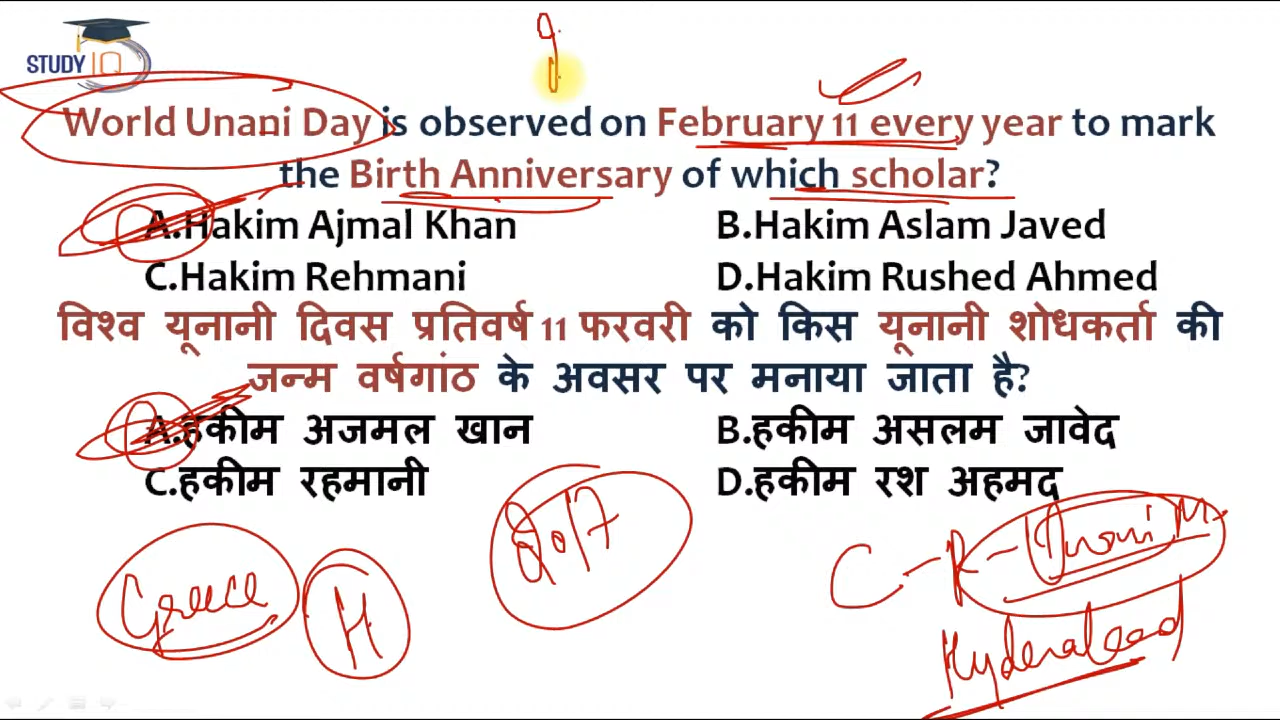 STUDY IQ
World Unani Day is observed on February 11 every year to mark
the Birth Anniversary of which scholar?
A.Hakim Ajmal Khan B.Hakim Aslam Javed
C.Hakim Rehmani D.Hakim Rushed Ahmed
विश्व यूनानी दिवस प्रतिवर्ष 11 फरवरी को किस यूनानी शोधकर्ता की
जन्म वर्षगांठ के अवसर पर मनाया जाता है?
A.हकीम अजमल खान B.हकीम असलम जावेद
C.हकीम रहमानी D.हकीम रश अहमद
2017
C-R- M
Greece H
Hyderabad